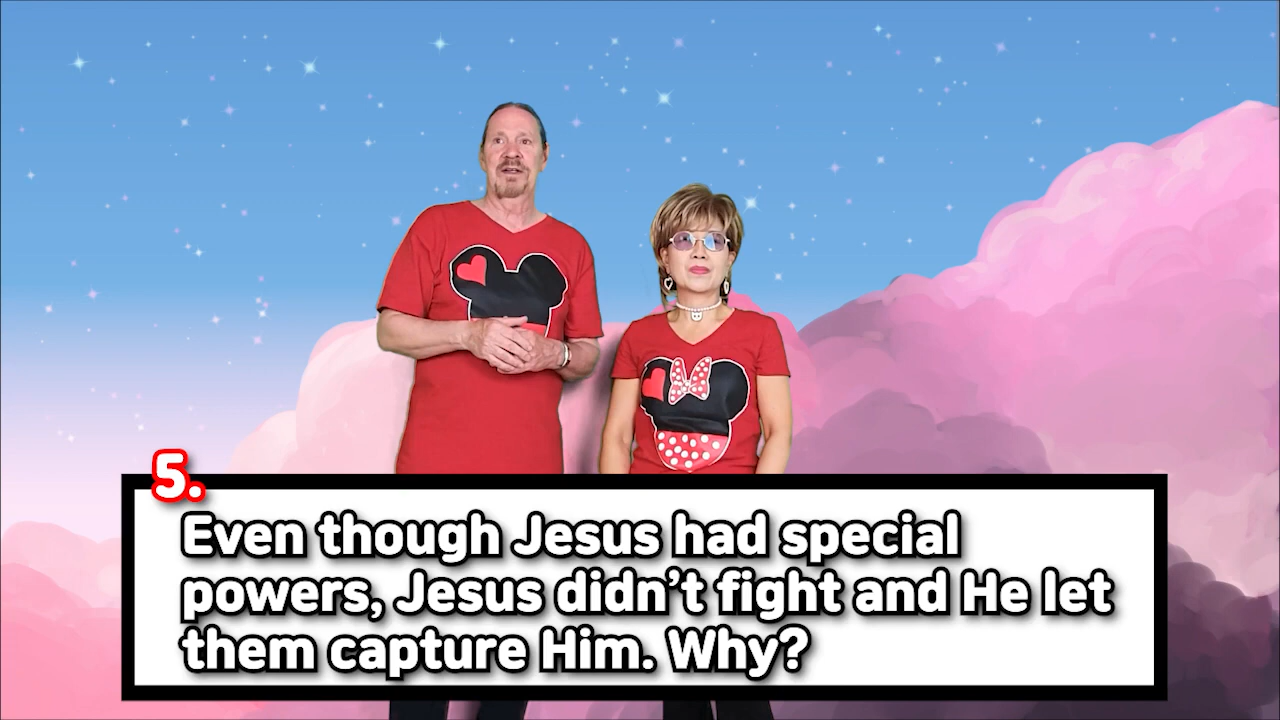 5.
Even though Jesus had special
powers, Jesus didn’t fight and He let
them capture Him. Why?